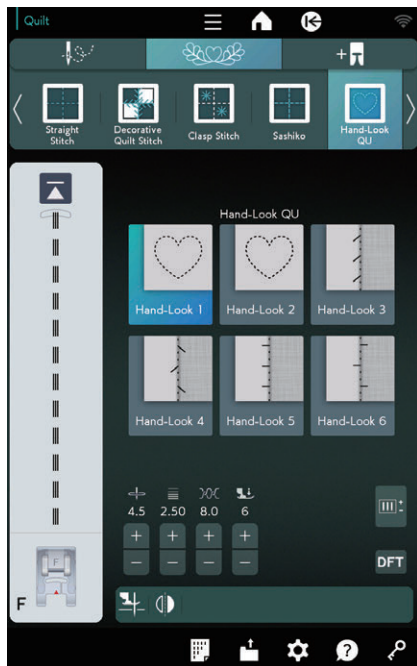 Quilt
+
Straight
Stitch
Decorative
Quilt Stitch
Clasp Stitch
Sashiko
Hand-Look
QU
Hand-Look QU
Hand-Look 1
Hand-Look 2
Hand-Look 3
Hand-Look 4
Hand-Look 5
Hand-Look 6
4.5 2.50 8.0 6
+ + + +
− − − −
DFT
F
F
?